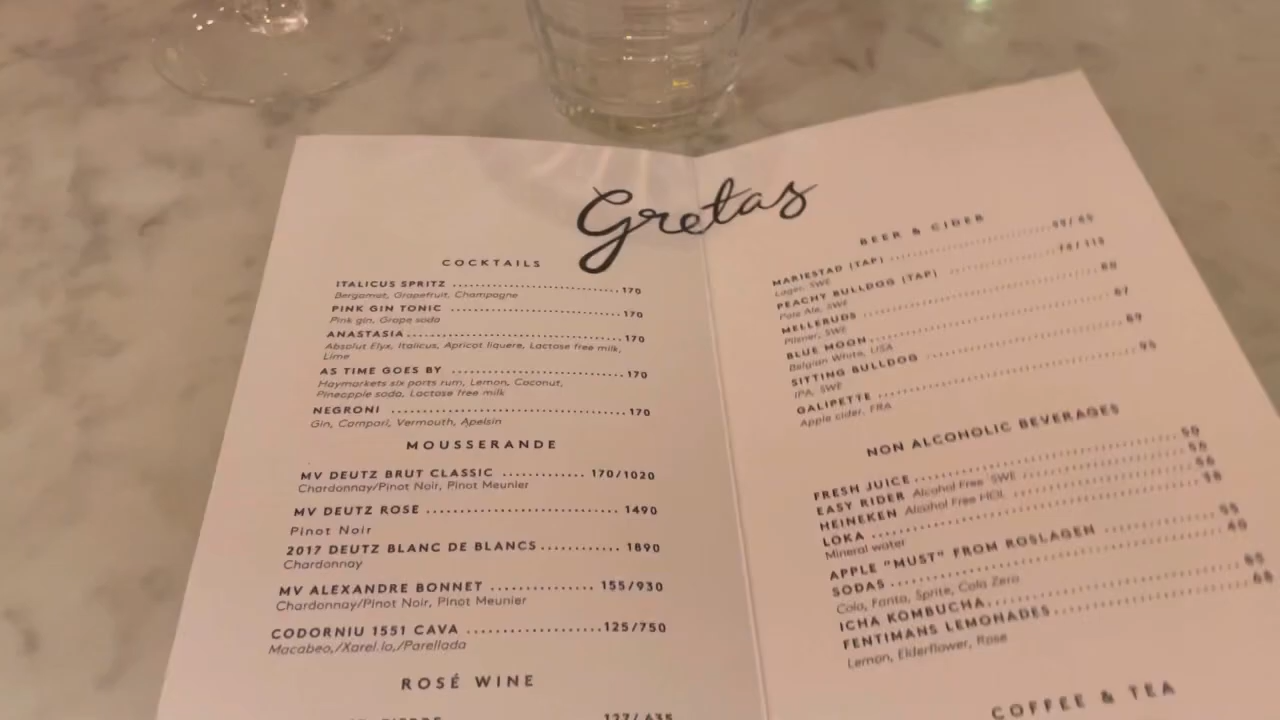 Gretas
COCKTAILS
ITALICUS SPRITZ ........................ 170
Bergamot, Grapefruit, Champagne
PINK GIN TONIC ........................ 170
Pink gin, Grape soda
ANASTASIA ........................ 170
Absolut Elyx, Italicus, Apricot liquere, Lactose free milk,
Lime
AS TIME GOES BY ........................ 170
Haymarkets six ports rum, Lemon, Coconut,
Pineapple soda, Lactose free milk
NEGRONI ........................ 170
Gin, Campari, Vermouth, Apelsin
MOUSSERANDE
MV DEUTZ BRUT CLASSIC ............ 170/1020
Chardonnay/Pinot Noir, Pinot Meunier
MV DEUTZ ROSE ........................ 1490
Pinot Noir
2017 DEUTZ BLANC DE BLANCS ............ 1890
Chardonnay
MV ALEXANDRE BONNET ............ 155/930
Chardonnay/Pinot Noir, Pinot Meunier
CODORNIU 1551 CAVA .................. 125/750
Macabeo,/Xarel.lo,/Parellada
ROSÉ WINE
BEER & CIDER
MARIESTAD (TAP) ........................
Lager, SWE
PEACHY BULLDOG (TAP) ............
Pale Ale, SWE
MELLERUDS ........................
Pilsner, SWE
BLUE MOON ........................ 87
Belgian White, USA
SITTING BULLDOG ........................ 89
IPA, SWE
GALIPETTE ........................ 95
Apple cider, FRA
NON ALCOHOLIC BEVERAGES
FRESH JUICE ........................
EASY RIDER Alcohol Free SWE ............
HEINEKEN Alcohol Free HOL ............
LOKA ........................
Mineral water
APPLE "MUST" FROM ROSLAGEN ............ 55
SODAS ........................ 40
Cola, Fanta, Sprite, Cola Zero
ICHA KOMBUCHA ........................
FENTIMANS LEMONADES ............
Lemon, Elderflower, Rose
COFFEE & TEA